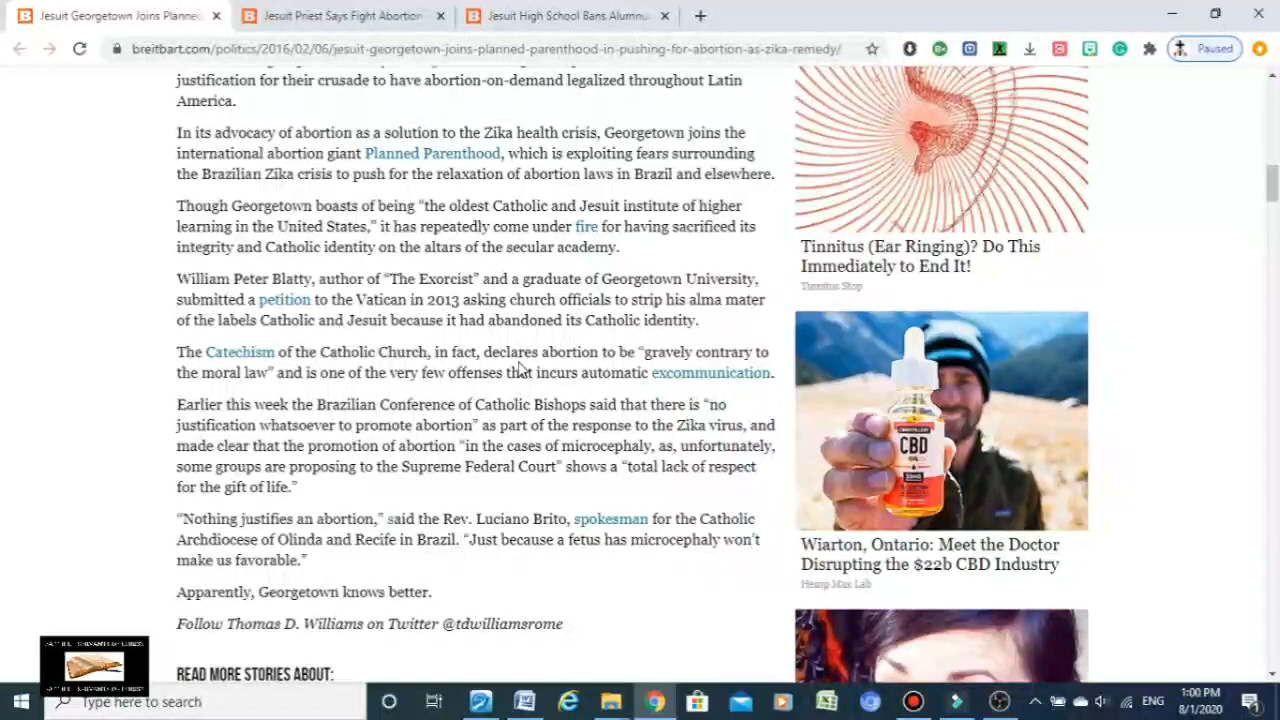 Jesuit Georgetown Joins Planne
Jesuit Priest Says Fight Abortion
Jesuit High School Bans Alumnu
breitbart.com/politics/2016/02/06/jesuit-georgetown-joins-planned-parenthood-in-pushing-for-abortion-as-zika-remedy/
Paused
justification for their crusade to have abortion-on-demand legalized throughout Latin
America.
In its advocacy of abortion as a solution to the Zika health crisis, Georgetown joins the
international abortion giant Planned Parenthood, which is exploiting fears surrounding
the Brazilian Zika crisis to push for the relaxation of abortion laws in Brazil and elsewhere.
Though Georgetown boasts of being “the oldest Catholic and Jesuit institute of higher
learning in the United States,” it has repeatedly come under fire for having sacrificed its
integrity and Catholic identity on the altars of the secular academy.
William Peter Blatty, author of “The Exorcist” and a graduate of Georgetown University,
submitted a petition to the Vatican in 2013 asking church officials to strip his alma mater
of the labels Catholic and Jesuit because it had abandoned its Catholic identity.
The Catechism of the Catholic Church, in fact, declares abortion to be “gravely contrary to
the moral law” and is one of the very few offenses that incurs automatic excommunication.
Earlier this week the Brazilian Conference of Catholic Bishops said that there is “no
justification whatsoever to promote abortion” as part of the response to the Zika virus, and
made clear that the promotion of abortion “in the cases of microcephaly, as, unfortunately,
some groups are proposing to the Supreme Federal Court” shows a “total lack of respect
for the gift of life.”
“Nothing justifies an abortion,” said the Rev. Luciano Brito, spokesman for the Catholic
Archdiocese of Olinda and Recife in Brazil. “Just because a fetus has microcephaly won’t
make us favorable.”
Apparently, Georgetown knows better.
Follow Thomas D. Williams on Twitter @tdwilliamsrome
READ MORE STORIES ABOUT:
Tinnitus (Ear Ringing)? Do This
Immediately to End It!
Tinnitus Stop
CBD
Wiarton, Ontario: Meet the Doctor
Disrupting the $22b CBD Industry
Hemp Max Lab
Type here to search
ENG
1:00 PM
8/1/2020